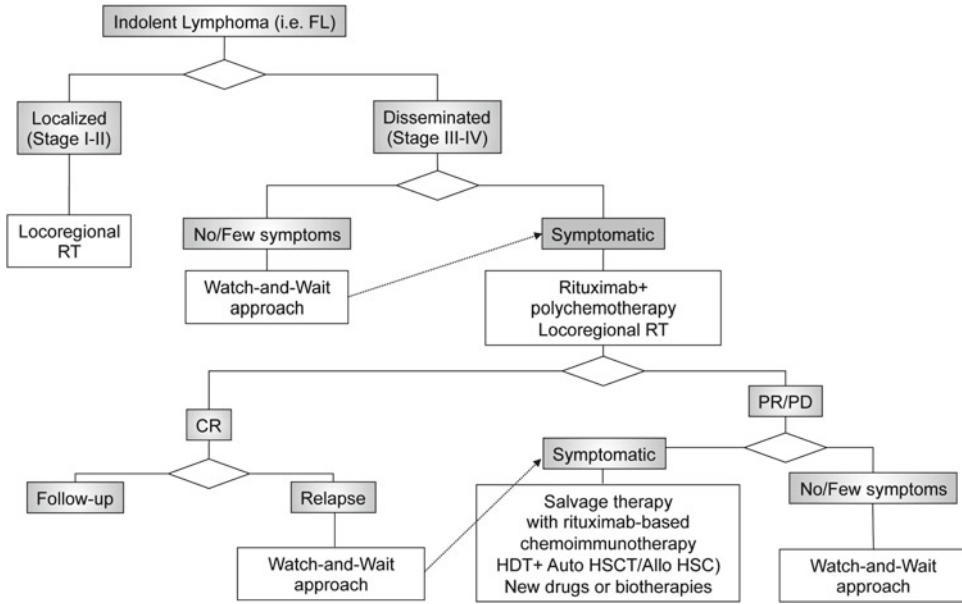 Indolent Lymphoma (i.e. FL)
Localized
(Stage I-II)
Disseminated
(Stage III-IV)
Locoregional
RT
No/Few symptoms
Symptomatic
Watch-and-Wait
approach
Rituximab+
polychemotherapy
Locoregional RT
CR
PR/PD
Follow-up
Relapse
Symptomatic
No/Few symptoms
Watch-and-Wait
approach
Salvage therapy
with rituximab-based
chemoimmunotherapy
HDT+ Auto HSCT/Allo HSC)
New drugs or biotherapies
Watch-and-Wait
approach